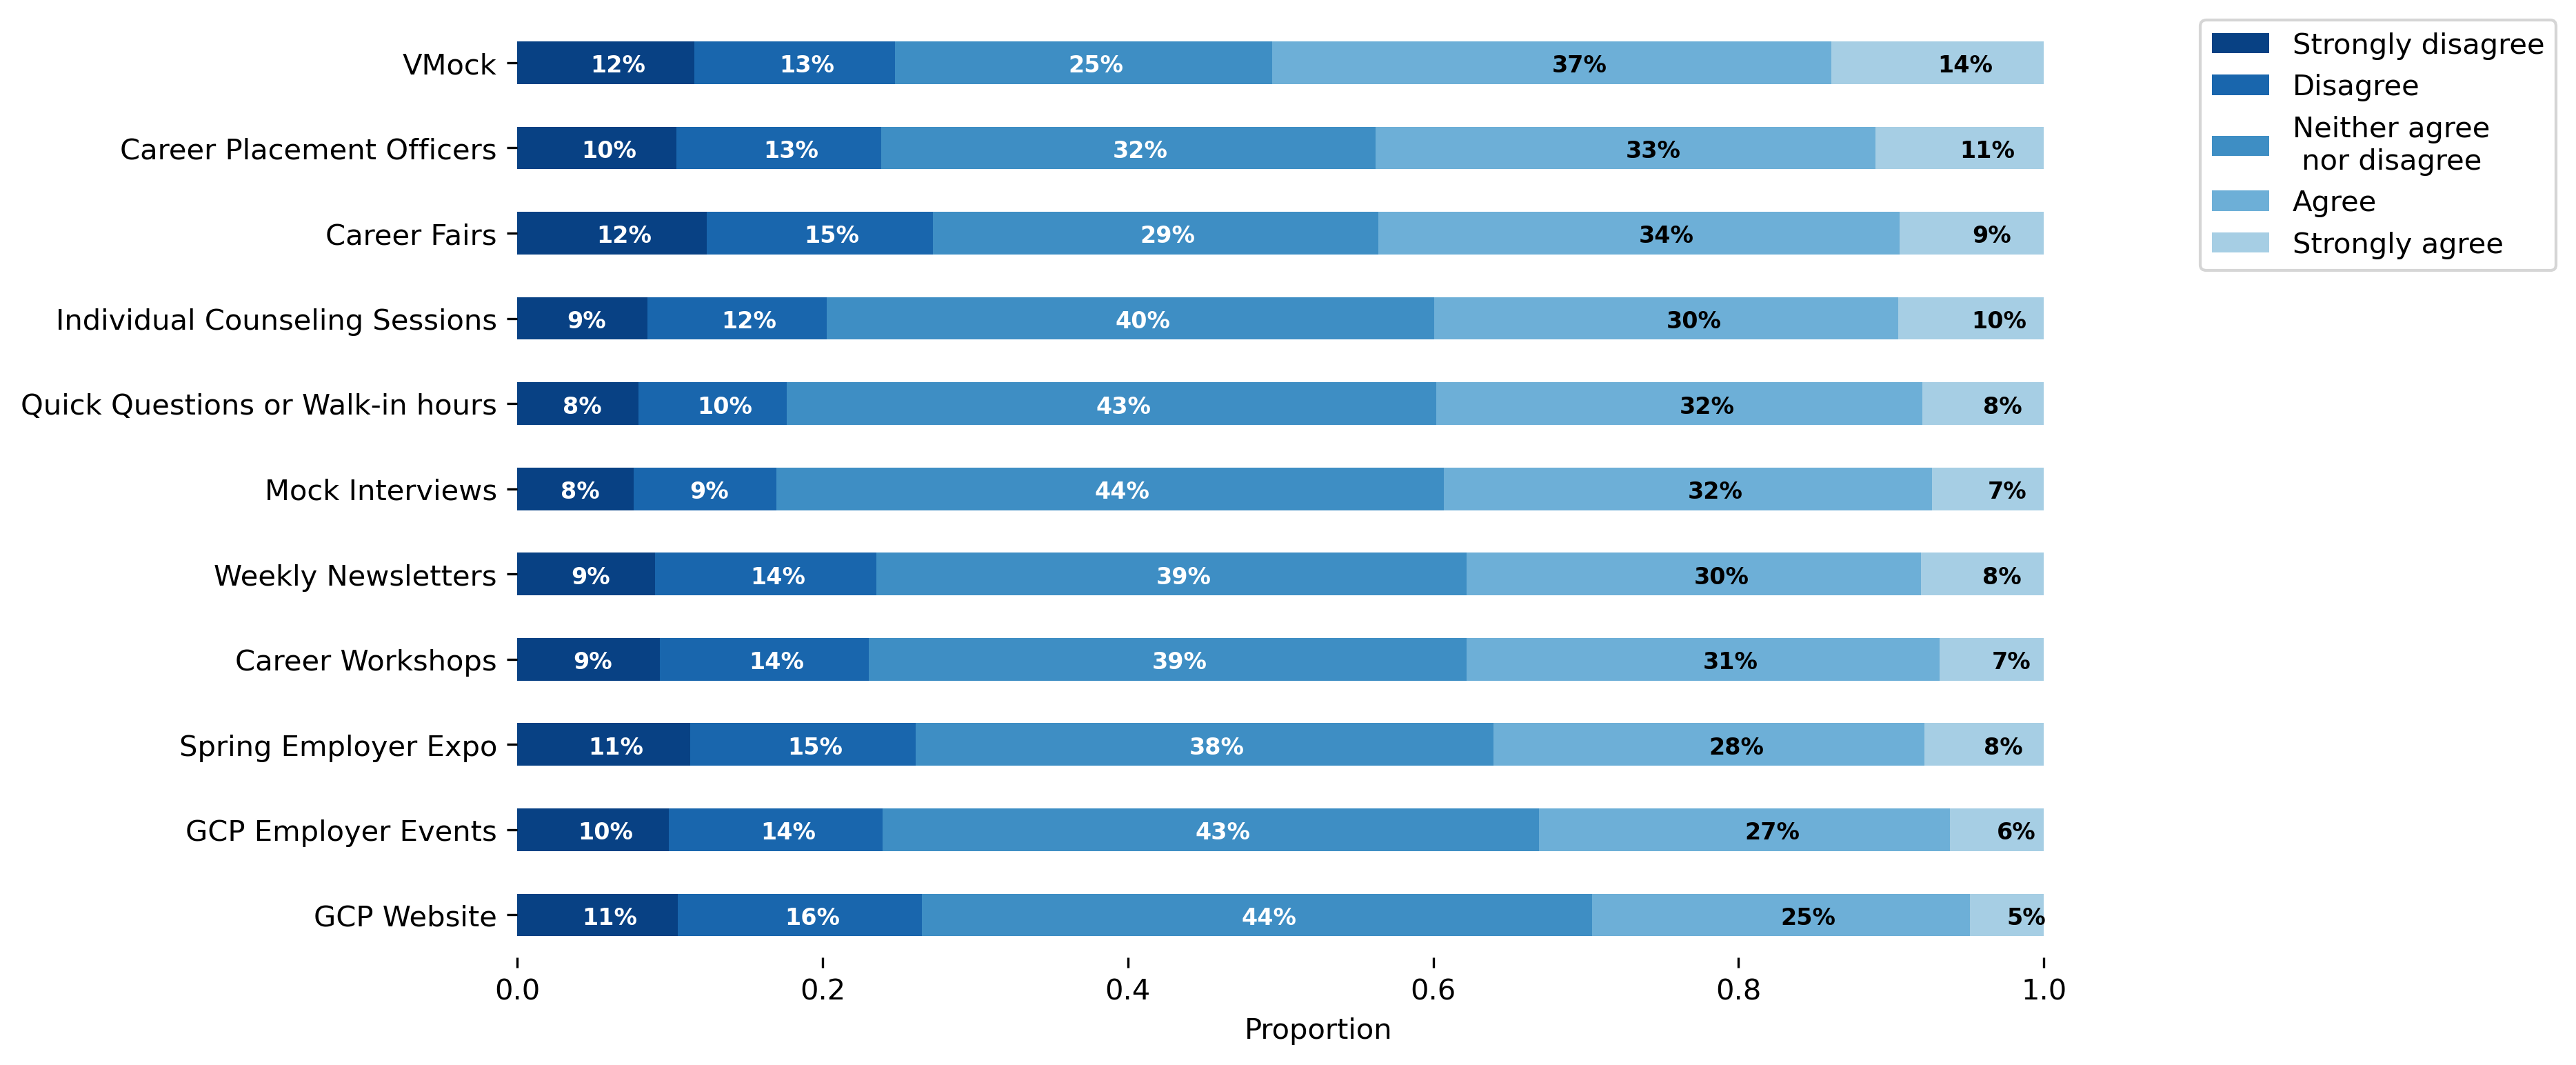 VMock 12% 13% 25% 37% 14%
Career Placement Officers 10% 13% 32% 33% 11%
Career Fairs 12% 15% 29% 34% 9%
Individual Counseling Sessions 9% 12% 40% 30% 10%
Quick Questions or Walk-in hours 8% 10% 43% 32% 8%
Mock Interviews 8% 9% 44% 32% 7%
Weekly Newsletters 9% 14% 39% 30% 8%
Career Workshops 9% 14% 39% 31% 7%
Spring Employer Expo 11% 15% 38% 28% 8%
GCP Employer Events 10% 14% 43% 27% 6%
GCP Website 11% 16% 44% 25% 5%
0.0 0.2 0.4 0.6 0.8 1.0
Proportion
Strongly disagree
Disagree
Neither agree
nor disagree
Agree
Strongly agree